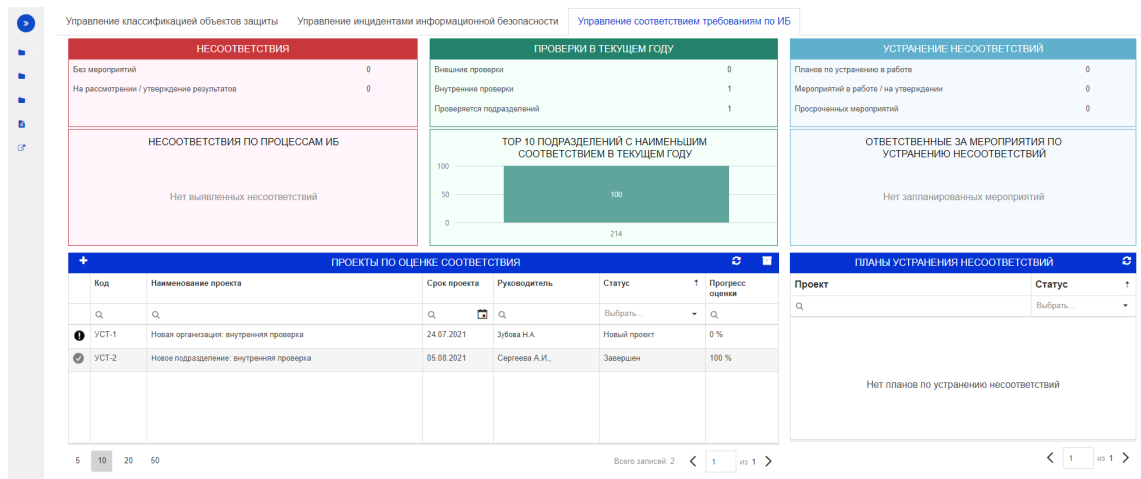 Управление классификацией объектов защиты Управление инцидентами информационной безопасности Управление соответствием требованиям по ИБ
НЕСООТВЕТСТВИЯ
Без мероприятий 0
На рассмотрении / утверждение результатов 0
ПРОВЕРКИ В ТЕКУЩЕМ ГОДУ
Внешние проверки 0
Внутренние проверки 1
Проверяется подразделений 1
УСТРАНЕНИЕ НЕСООТВЕТСТВИЙ
Планов по устранению в работе 0
Мероприятий в работе / на утверждении 0
Просроченных мероприятий 0
НЕСООТВЕТСТВИЯ ПО ПРОЦЕССАМ ИБ
Нет выявленных несоответствий
TOP 10 ПОДРАЗДЕЛЕНИЙ С НАИМЕНЬШИМ
СООТВЕТСТВИЕМ В ТЕКУЩЕМ ГОДУ
100
50
0
100
214
ОТВЕТСТВЕННЫЕ ЗА МЕРОПРИЯТИЯ ПО
УСТРАНЕНИЮ НЕСООТВЕТСТВИЙ
Нет запланированных мероприятий
ПРОЕКТЫ ПО ОЦЕНКЕ СООТВЕТСТВИЯ
Код Наименование проекта Срок проекта Руководитель Статус Прогресс
оценки
Выбрать...
УСТ-1 Новая организация: внутренняя проверка 24.07.2021 Зубова Н.А. Новый проект 0 %
УСТ-2 Новое подразделение: внутренняя проверка 05.08.2021 Сергеева А.И., Завершен 100 %
5 10 20 50 Всего записей: 2 1 из 1
ПЛАНЫ УСТРАНЕНИЯ НЕСООТВЕТСТВИЙ
Проект Статус
Выбрать...
Нет планов по устранению несоответствий
1 из 1